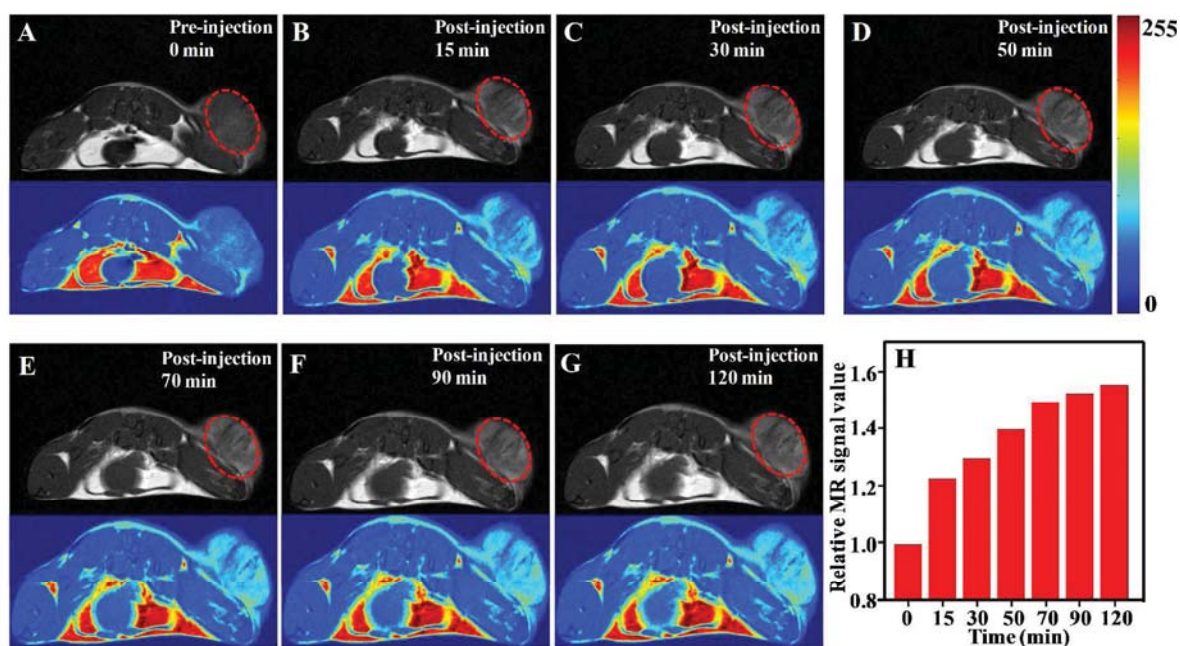 A Pre-injection
0 min
B Post-injection
15 min
C Post-injection
30 min
D Post-injection
50 min
255
0
E Post-injection
70 min
F Post-injection
90 min
G Post-injection
120 min
H
Relative MR signal value
1.6
1.4
1.2
1.0
0.8
0 15 30 50 70 90 120
Time (min)